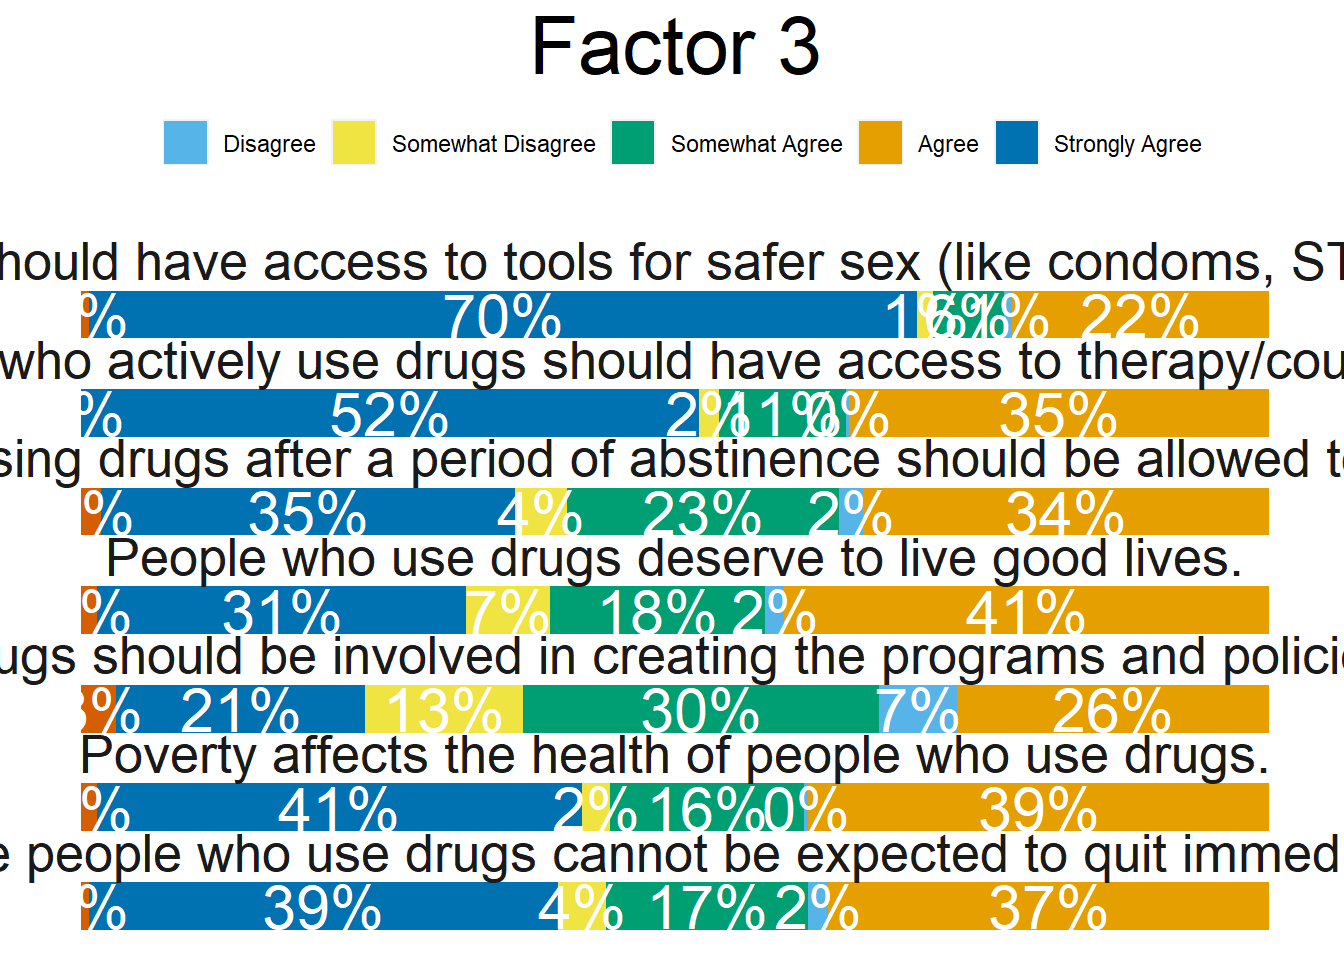 Factor 3
Disagree Somewhat Disagree Somewhat Agree Agree Strongly Agree
hould have access to tools for safer sex (like condoms, ST
% 70% 1% 6% 1% 22%
who actively use drugs should have access to therapy/cou
% 52% 2% 11% 0% 35%
sing drugs after a period of abstinence should be allowed t
% 35% 4% 23% 2% 34%
People who use drugs deserve to live good lives.
% 31% 7% 18% 2% 41%
ugs should be involved in creating the programs and polici
3% 21% 13% 30% 7% 26%
Poverty affects the health of people who use drugs.
% 41% 2% 16% 0% 39%
e people who use drugs cannot be expected to quit immed
% 39% 4% 17% 2% 37%